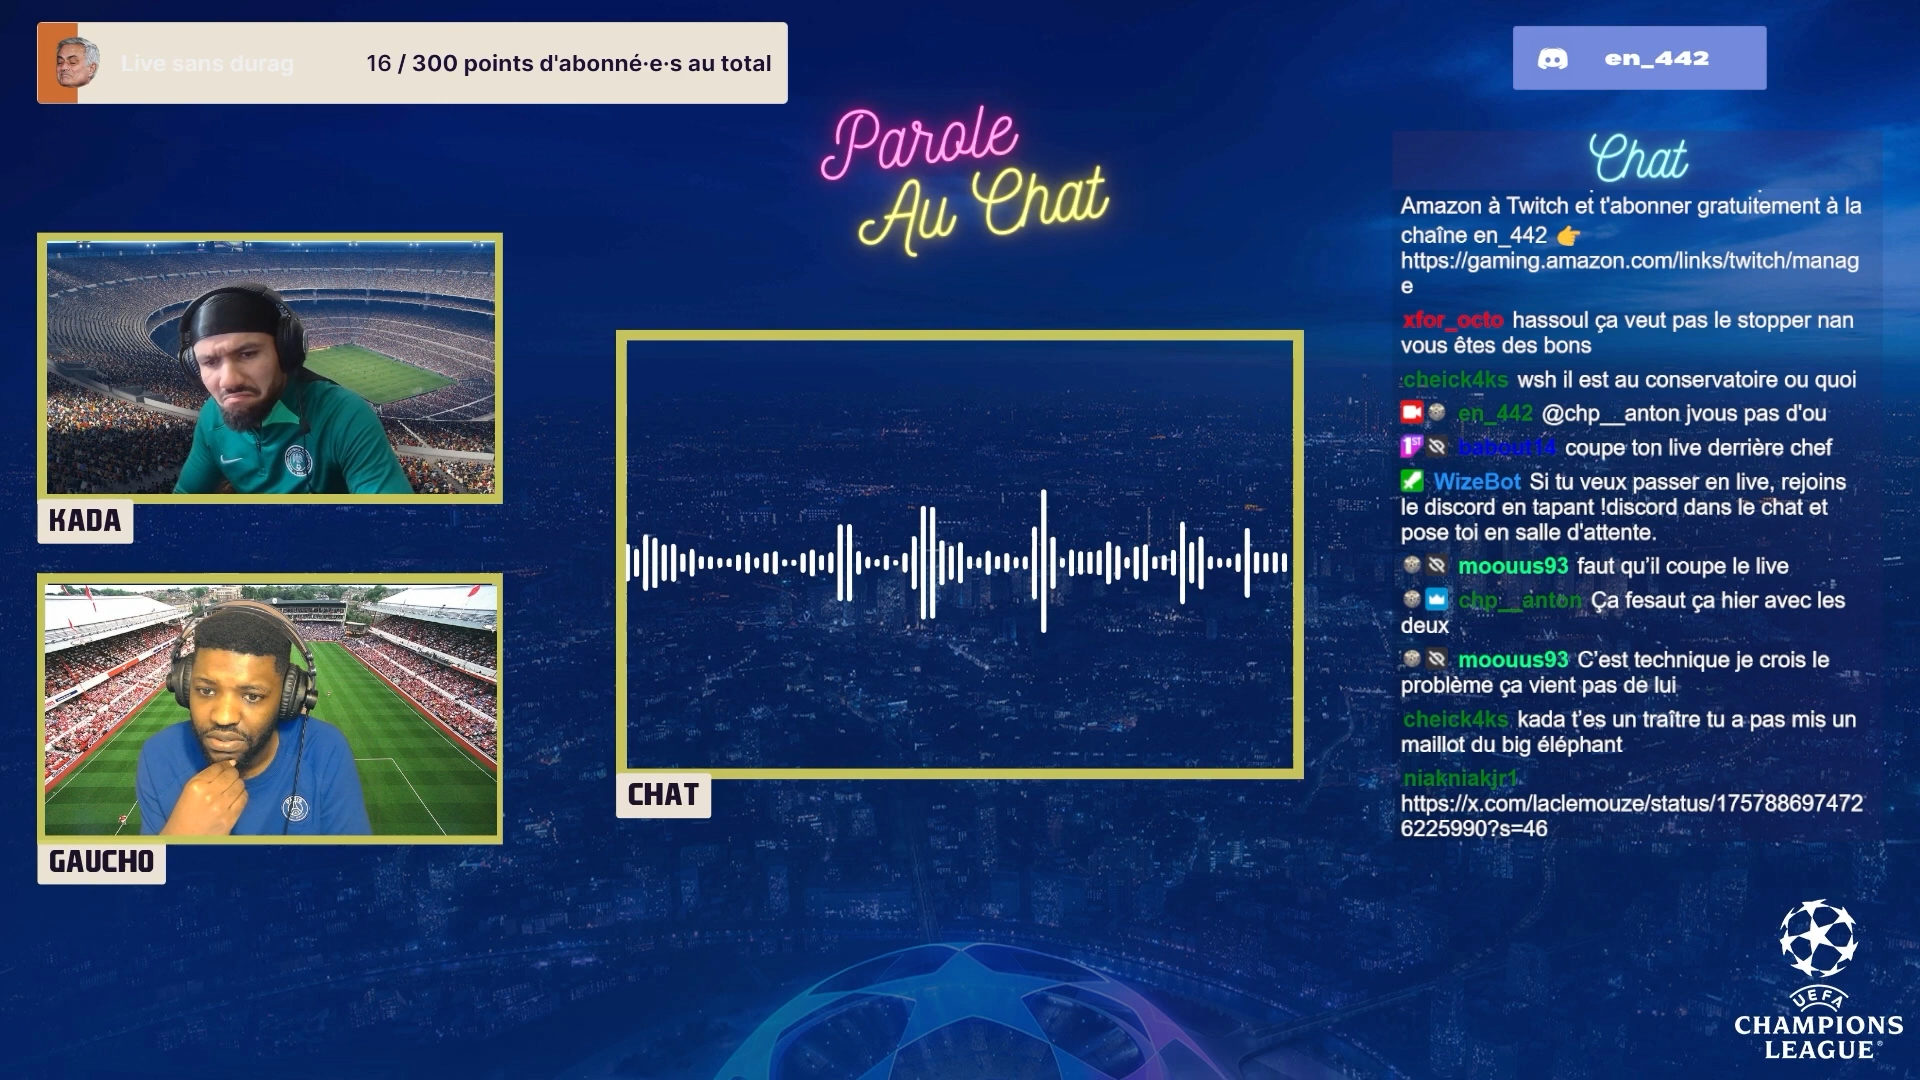 Live sans durag
16 / 300 points d'abonné·e·s au total
en_442
Parole
Au Chat
Chat
Amazon à Twitch et t'abonner gratuitement à la
chaîne en_442 👉
https://gaming.amazon.com/links/twitch/manag
e
xfor_octo hassoul ça veut pas le stopper nan
vous êtes des bons
cheick4ks wsh il est au conservatoire ou quoi
en_442 @chp__anton jvous pas d'ou
1ST babout14 coupe ton live derrière chef
WizeBot Si tu veux passer en live, rejoins
le discord en tapant !discord dans le chat et
pose toi en salle d'attente.
moouus93 faut qu’il coupe le live
chp__anton Ça fesaut ça hier avec les
deux
moouus93 C’est technique je crois le
problème ça vient pas de lui
cheick4ks kada t’es un traître tu a pas mis un
maillot du big éléphant
niakniakjr1
https://x.com/laclemouze/status/175788697472
6225990?s=46
KADA
GAUCHO
CHAT
UEFA
CHAMPIONS
LEAGUE®